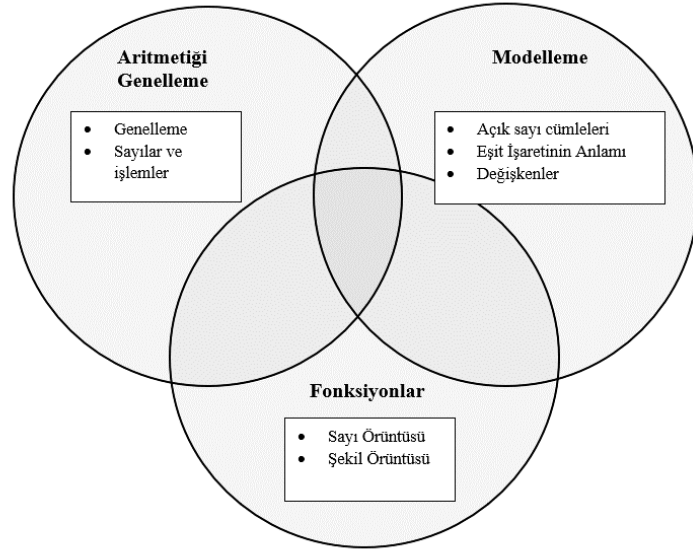 Aritmetiği
Genelleme
• Genelleme
• Sayılar ve
işlemler
Modelleme
• Açık sayı cümleleri
• Eşit İşaretinin Anlamı
• Değişkenler
Fonksiyonlar
• Sayı Örüntüsü
• Şekil Örüntüsü